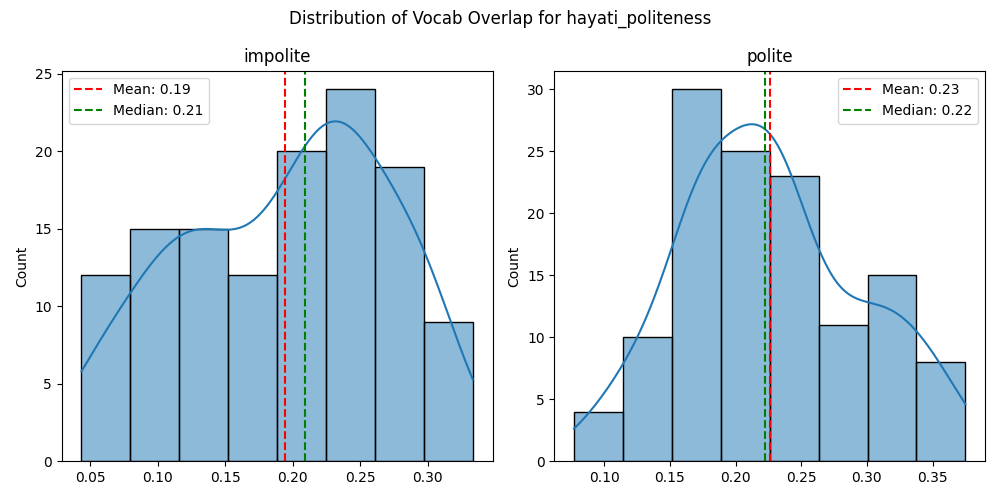 Distribution of Vocab Overlap for hayati_politeness
impolite
Mean: 0.19
Median: 0.21
Count
25
20
15
10
5
0
0.05 0.10 0.15 0.20 0.25 0.30
polite
Mean: 0.23
Median: 0.22
Count
30
25
20
15
10
5
0
0.10 0.15 0.20 0.25 0.30 0.35